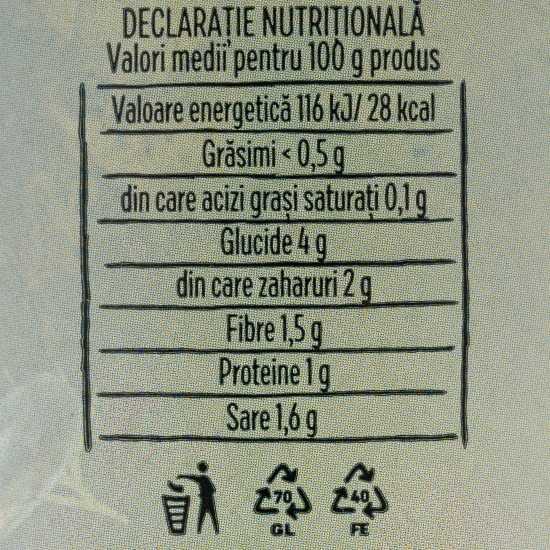 DECLARAȚIE NUTRIȚIONALĂ
Valori medii pentru 100 g produs
Valoare energetică 116 kJ/ 28 kcal
Grăsimi < 0,5 g
din care acizi grași saturați 0,1 g
Glucide 4 g
din care zaharuri 2 g
Fibre 1,5 g
Proteine 1 g
Sare 1,6 g
70 40
GL FE